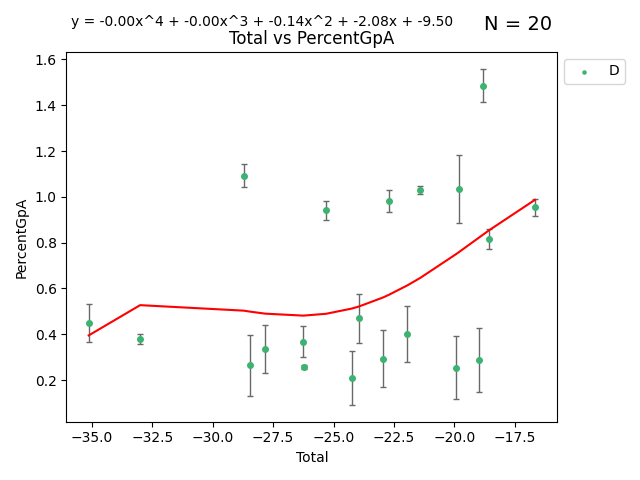 y = -0.00x^4 + -0.00x^3 + -0.14x^2 + -2.08x + -9.50
N = 20
Total vs PercentGpA
D
PercentGpA
1.6
1.4
1.2
1.0
0.8
0.6
0.4
0.2
−35.0 −32.5 −30.0 −27.5 −25.0 −22.5 −20.0 −17.5
Total